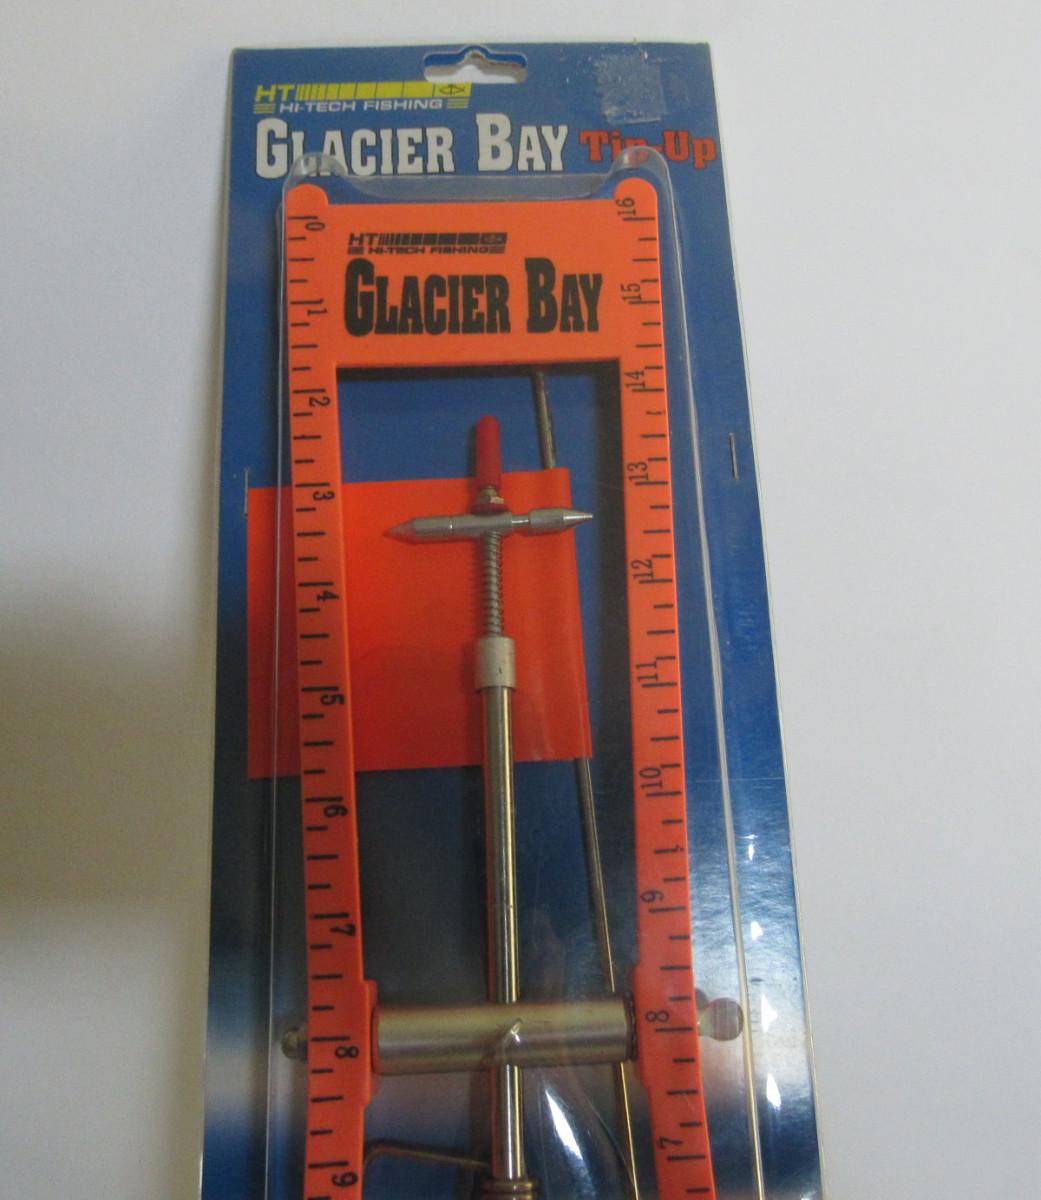 HT
HI-TECH FISHING
GLACIER BAY Tip-Up
HT
HI-TECH FISHING
GLACIER BAY
0 16
1 15
2 14
3 13
4 12
5 11
6 10
7 9
8 8
9 7